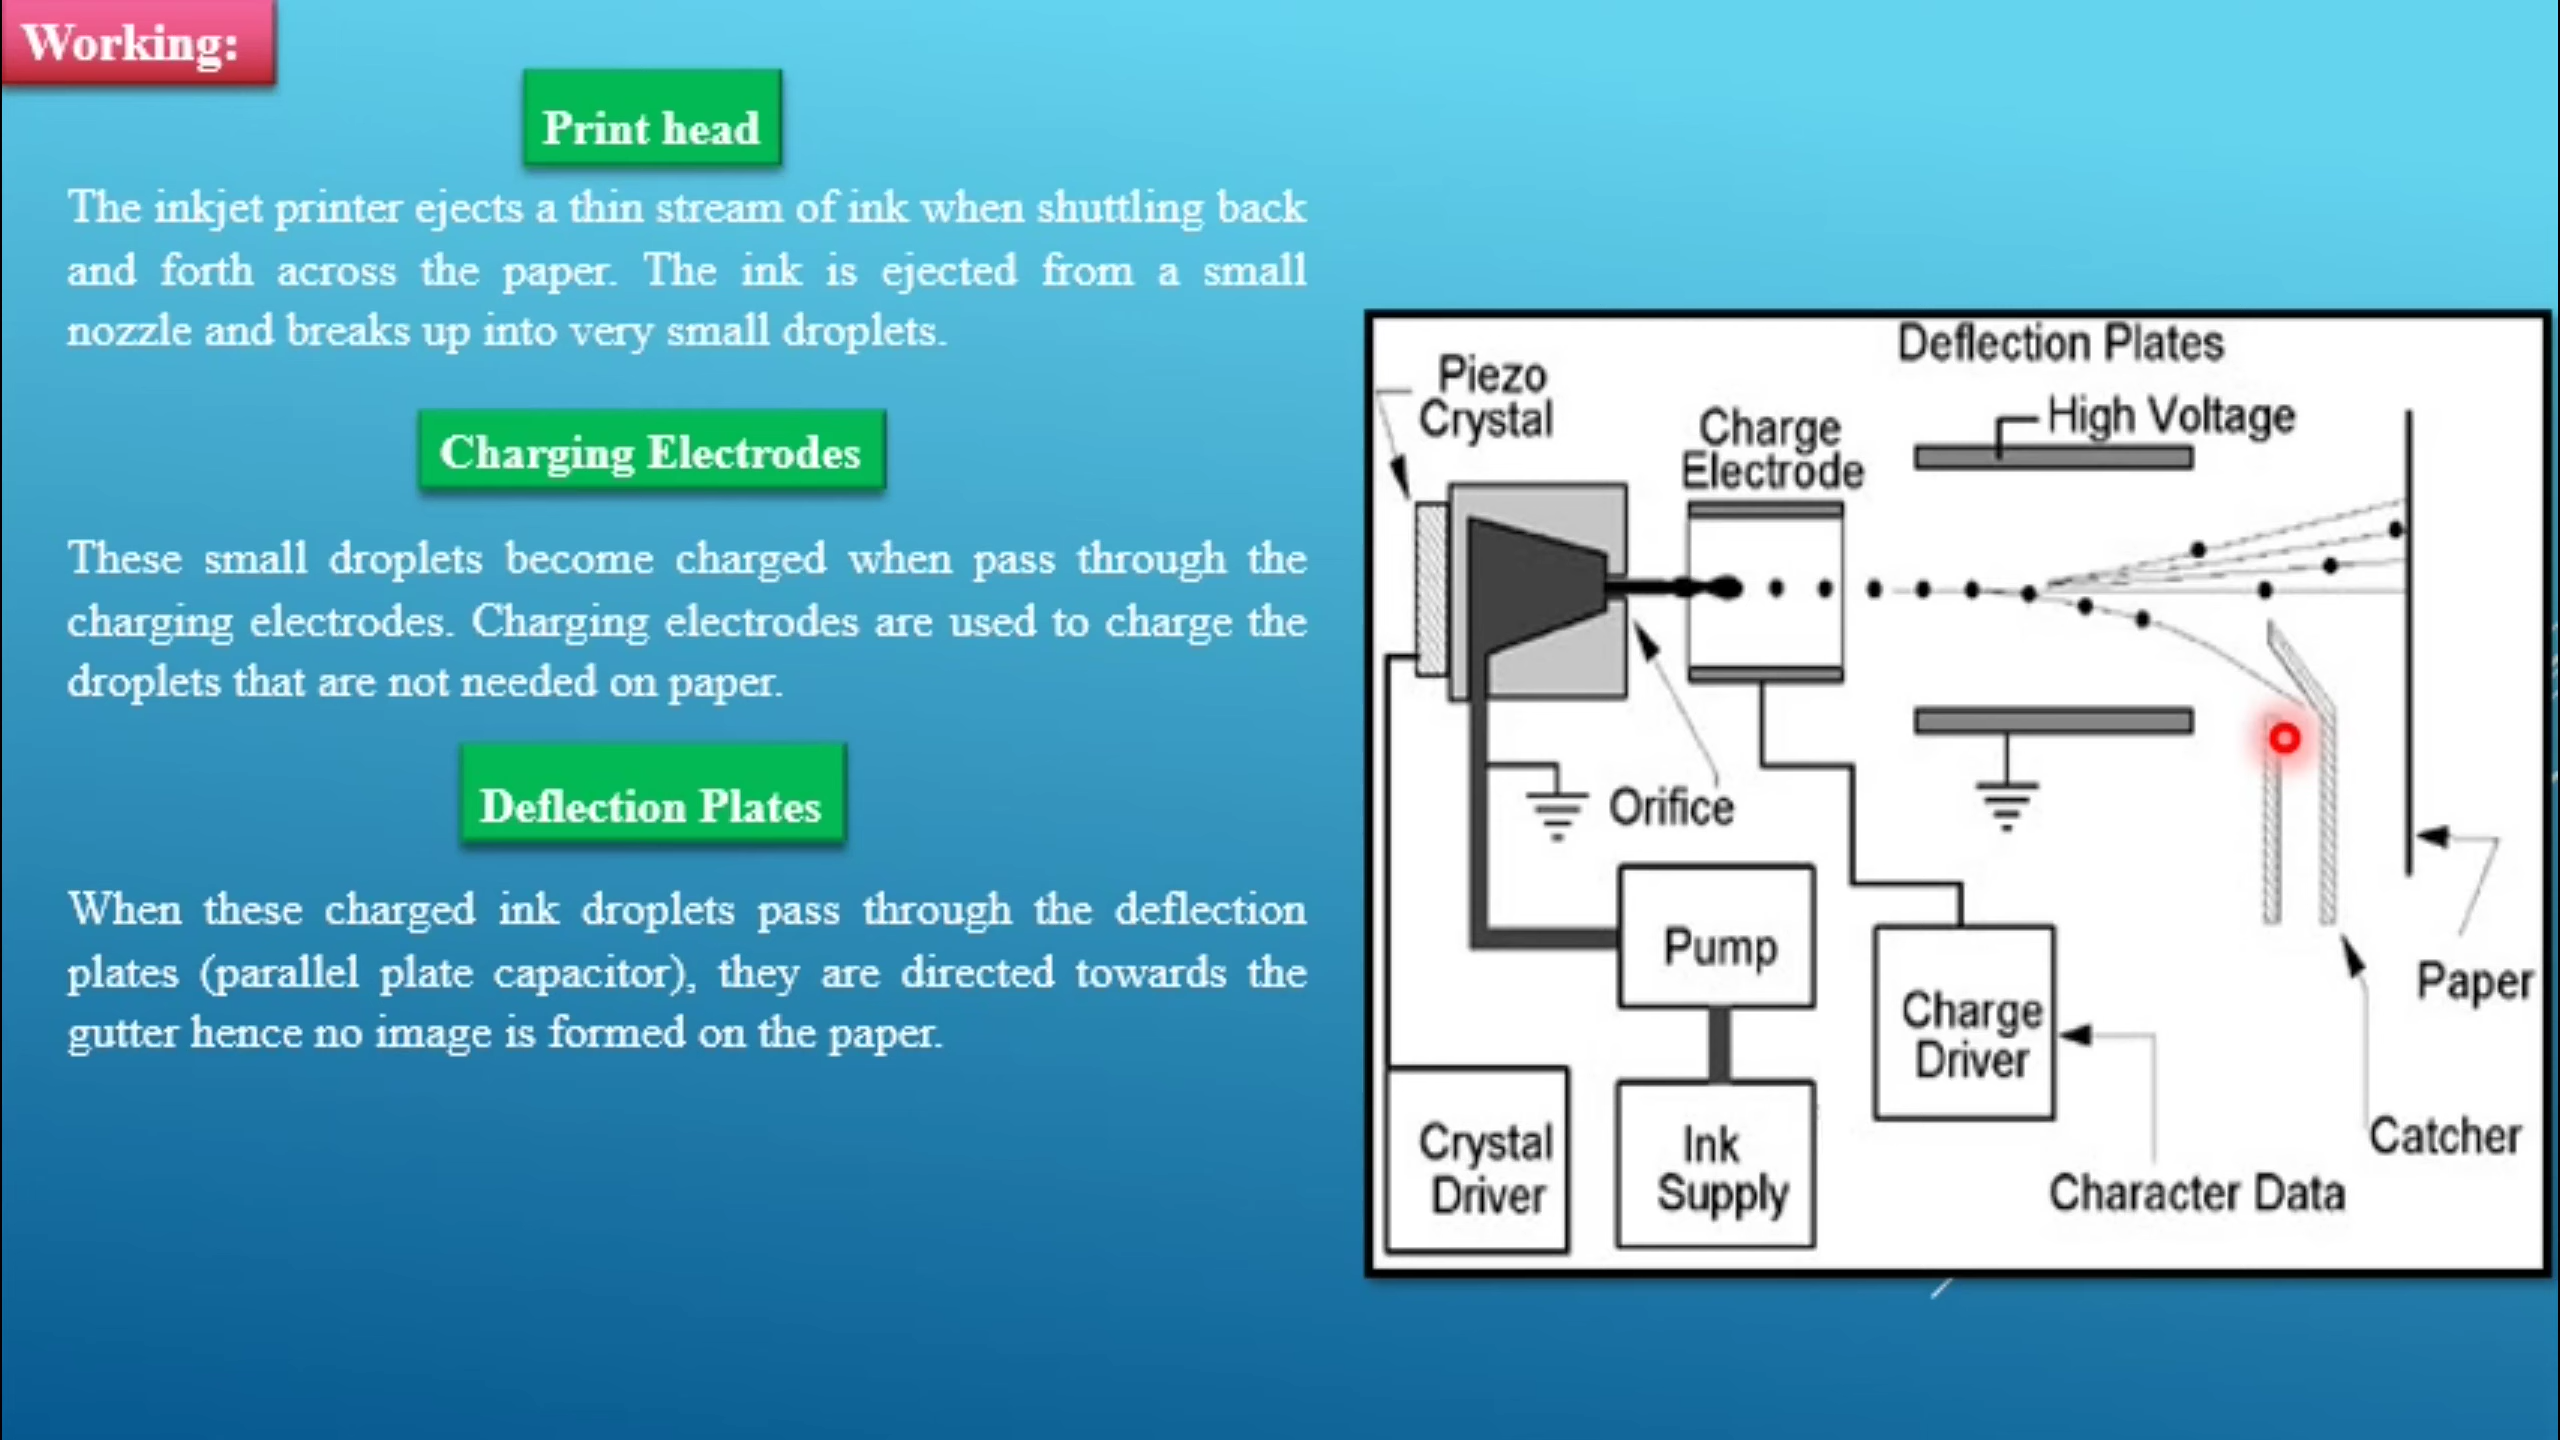 Working:
Print head
The inkjet printer ejects a thin stream of ink when shuttling back
and forth across the paper. The ink is ejected from a small
nozzle and breaks up into very small droplets.
Charging Electrodes
These small droplets become charged when pass through the
charging electrodes. Charging electrodes are used to charge the
droplets that are not needed on paper.
Deflection Plates
When these charged ink droplets pass through the deflection
plates (parallel plate capacitor), they are directed towards the
gutter hence no image is formed on the paper.
Deflection Plates
Piezo
Crystal
High Voltage
Charge
Electrode
Orifice
Pump
Paper
Charge
Driver
Crystal
Driver
Ink
Supply
Catcher
Character Data